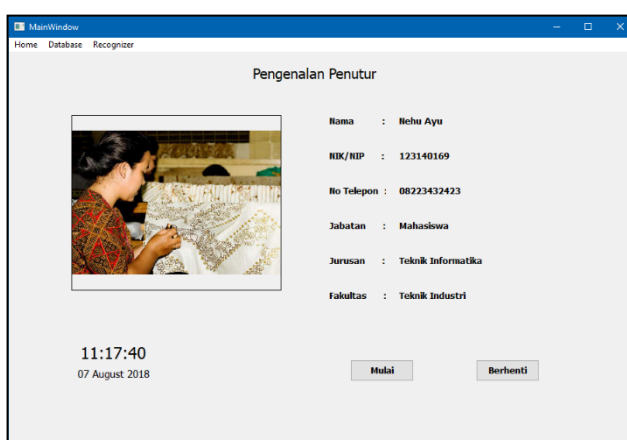 MainWindow
Home Database Recognizer
Pengenalan Penutur
Nama : Nehu Ayu
NIK/NIP : 123140169
No Telepon : 08223432423
Jabatan : Mahasiswa
Jurusan : Teknik Informatika
Fakultas : Teknik Industri
11:17:40
07 August 2018
Mulai Berhenti